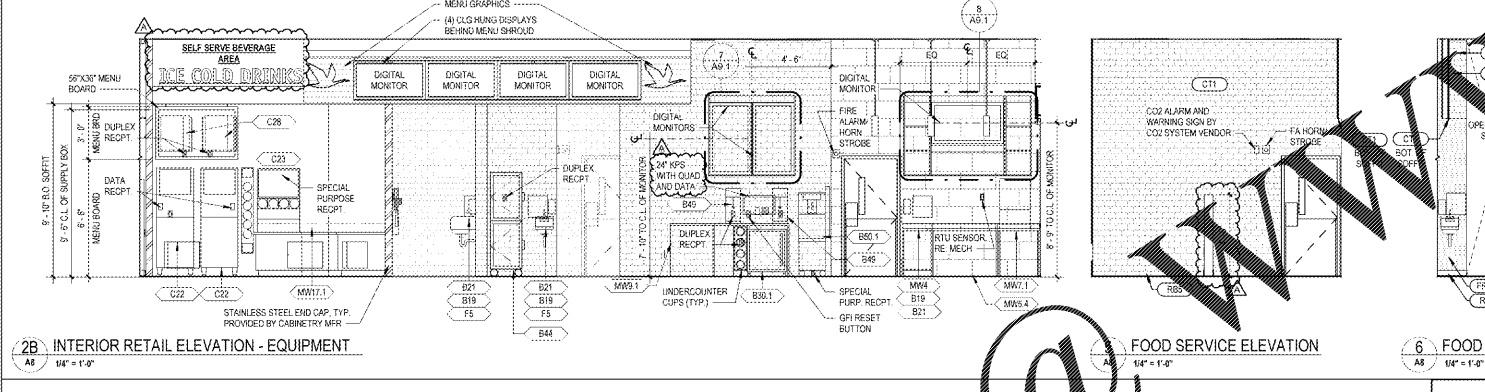 MENU GRAPHICS
(4) CLG HUNG DISPLAYS
BEHIND MENU SHROUD
8
A9.1
A
SELF SERVE BEVERAGE
AREA
ICE COLD DRINKS
DIGITAL
MONITOR
DIGITAL
MONITOR
DIGITAL
MONITOR
DIGITAL
MONITOR
7
A9.1
4'-6"
EQ
EQ
DIGITAL
MONITOR
56"X36" MENU
BOARD
DUPLEX
RECPT.
C28
C23
DATA
RECPT.
SPECIAL
PURPOSE
RECPT
9'-10" B.O. SOFFIT
9'-6" C.L. OF SUPPLY BOX
3'-0"
MENU BRD
6'-8"
MENU BOARD
DUPLEX
RECPT.
DIGITAL
MONITORS
A
24" KPS
WITH QUAD
AND DATA
B49
FIRE
ALARM/
HORN
STROBE
7'-10" TO C.L. OF MONITOR
8'-9" TO C.L. OF MONITOR
DUPLEX
RECPT.
B50.1
B49
RTU SENSOR,
RE: MECH
CT1
CO2 ALARM AND
WARNING SIGN BY
CO2 SYSTEM VENDOR
FA HORN/
STROBE
C22
C22
MW17.1
STAINLESS STEEL END CAP, TYP.
PROVIDED BY CABINETRY MFR
B21
B19
F5
B21
B19
F5
B44
MW9.1
UNDERCOUNTER
CUPS (TYP.)
B30.1
SPECIAL
PURP. RECPT.
GFI RESET
BUTTON
MW4
B19
B21
MW7.1
MW5.4
A
2B
A8
INTERIOR RETAIL ELEVATION - EQUIPMENT
1/4" = 1'-0"
FOOD SERVICE ELEVATION
1/4" = 1'-0"
6
A8
FOOD
1/4" = 1'-0"
@WWW